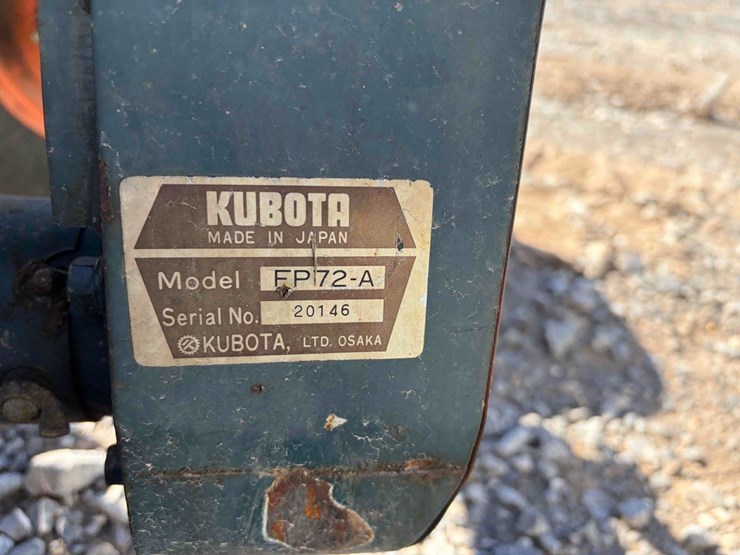 KUBOTA
MADE IN JAPAN
Model FP72-A
Serial No. 20146
KUBOTA, LTD. OSAKA